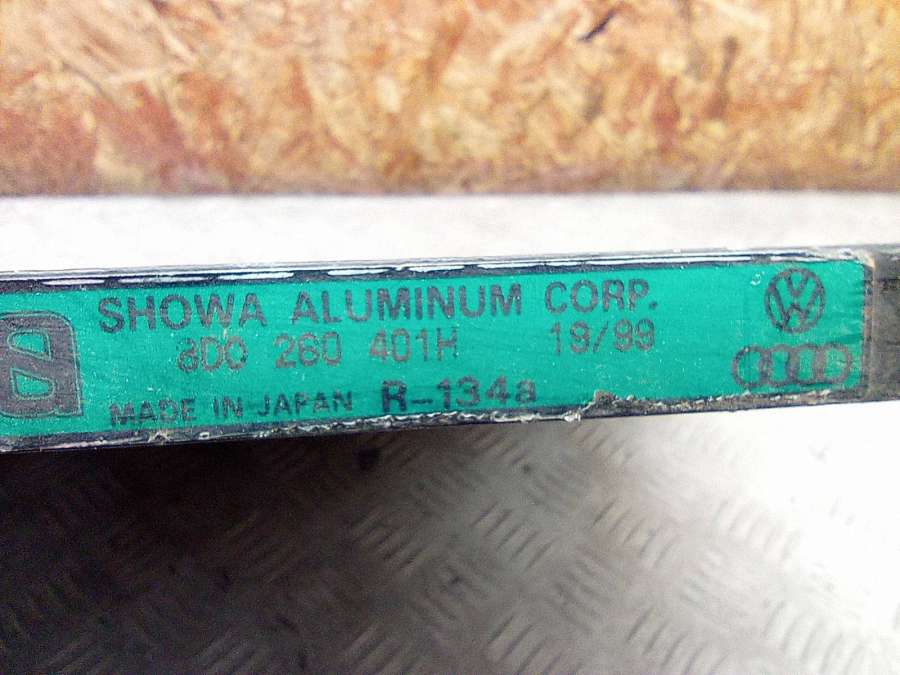 SHOWA ALUMINUM CORP.
8D0 260 401H 19/99
MADE IN JAPAN R-134a